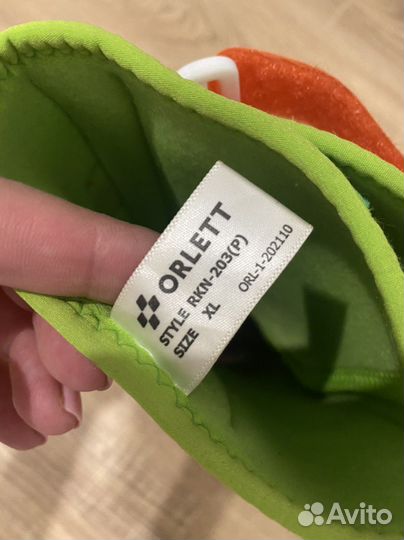 ORLETT
STYLE RKN-203(P)
SIZE XL
ORL-1-202110
Avito